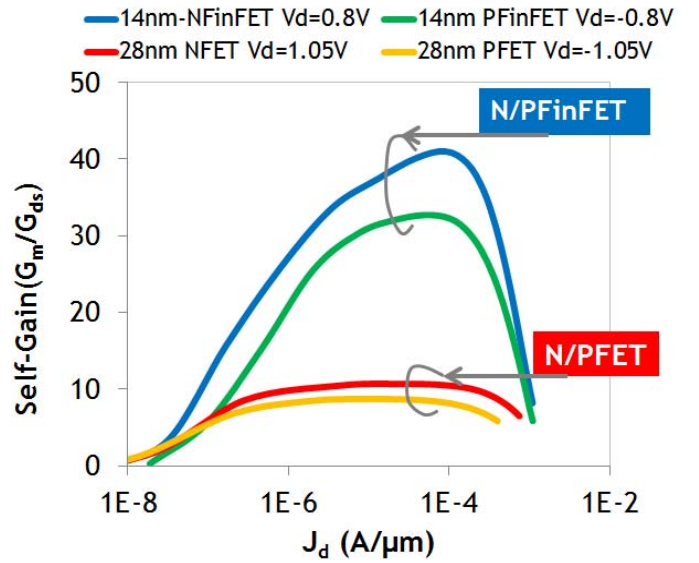 14nm-NFinFET Vd=0.8V 14nm PFinFET Vd=-0.8V
28nm NFET Vd=1.05V 28nm PFET Vd=-1.05V
50
N/PFinFET
40
30
20
N/PFET
10
0
1E-8 1E-6 1E-4 1E-2
Self-Gain(Gm/Gds)
Jd (A/μm)